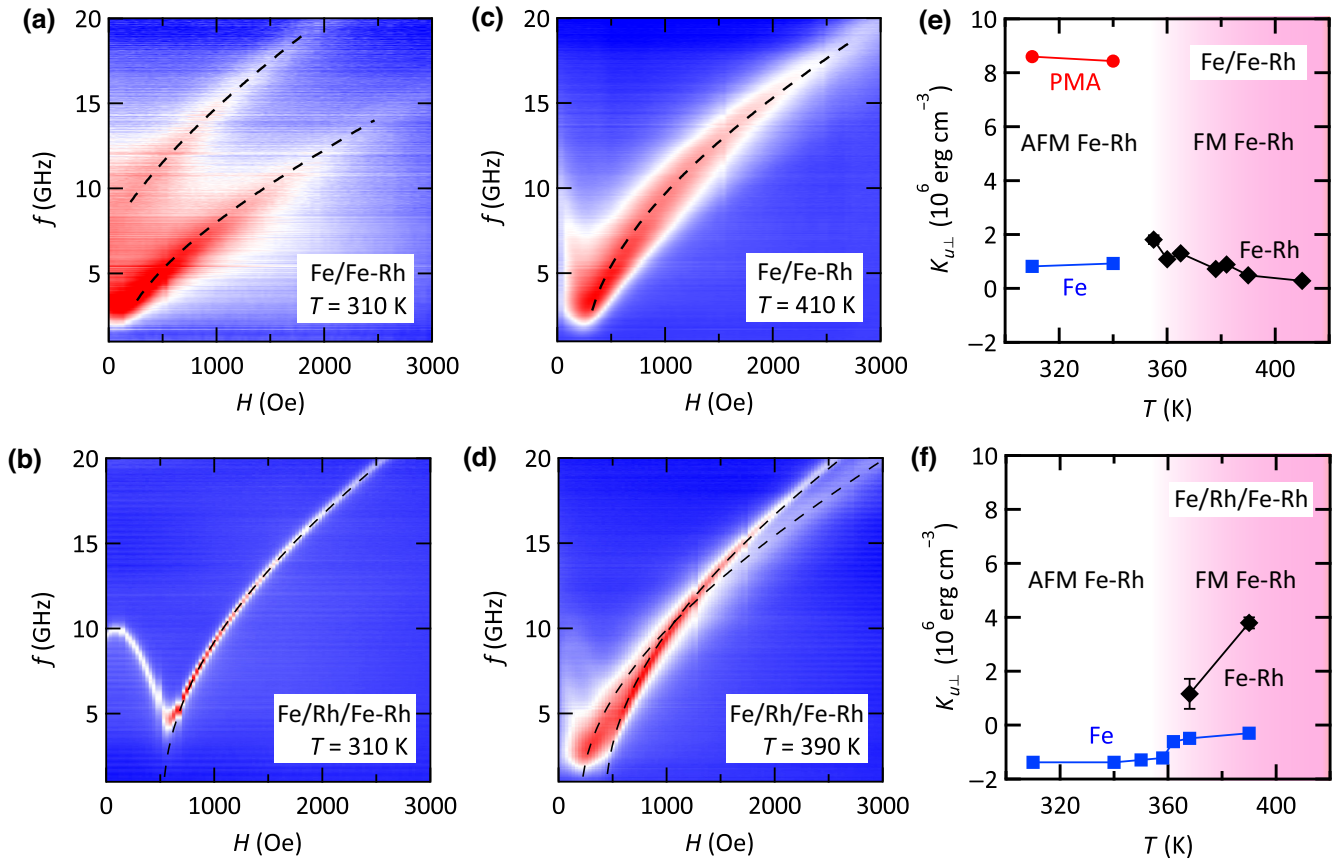 (a)
20
15
10
5
f (GHz)
Fe/Fe-Rh
T = 310 K
0 1000 2000 3000
H (Oe)
(c)
20
15
10
5
f (GHz)
Fe/Fe-Rh
T = 410 K
0 1000 2000 3000
H (Oe)
(e)
10
8
6
4
2
0
−2
K_{u⊥} (10^6 erg cm^{−3})
Fe/Fe-Rh
PMA
AFM Fe-Rh FM Fe-Rh
Fe-Rh
Fe
320 360 400
T (K)
(b)
20
15
10
5
f (GHz)
Fe/Rh/Fe-Rh
T = 310 K
0 1000 2000 3000
H (Oe)
(d)
20
15
10
5
f (GHz)
Fe/Rh/Fe-Rh
T = 390 K
0 1000 2000 3000
H (Oe)
(f)
10
8
6
4
2
0
−2
K_{u⊥} (10^6 erg cm^{−3})
Fe/Rh/Fe-Rh
AFM Fe-Rh FM Fe-Rh
Fe-Rh
Fe
320 360 400
T (K)